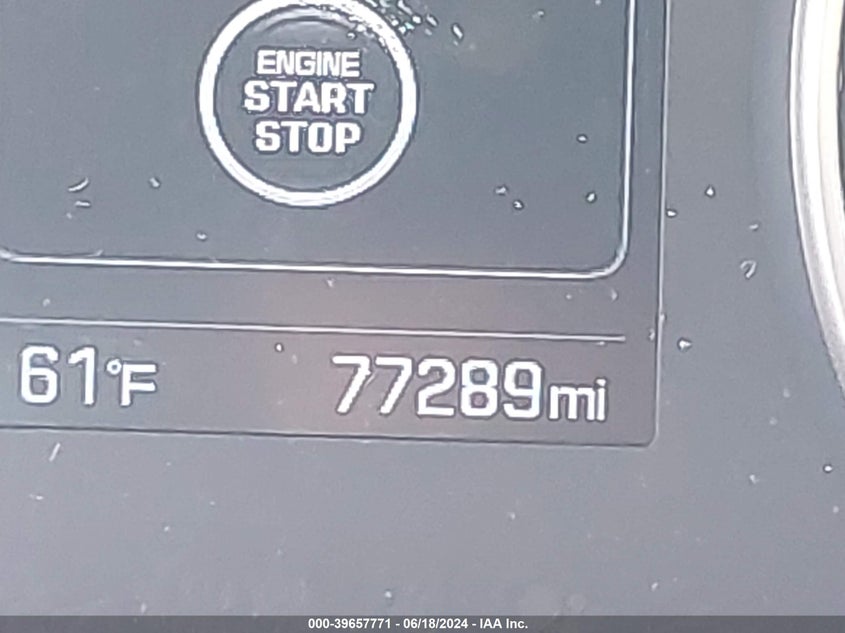 ENGINE
START
STOP
61°F 77289mi
000-39657771 - 06/18/2024 - IAA Inc.